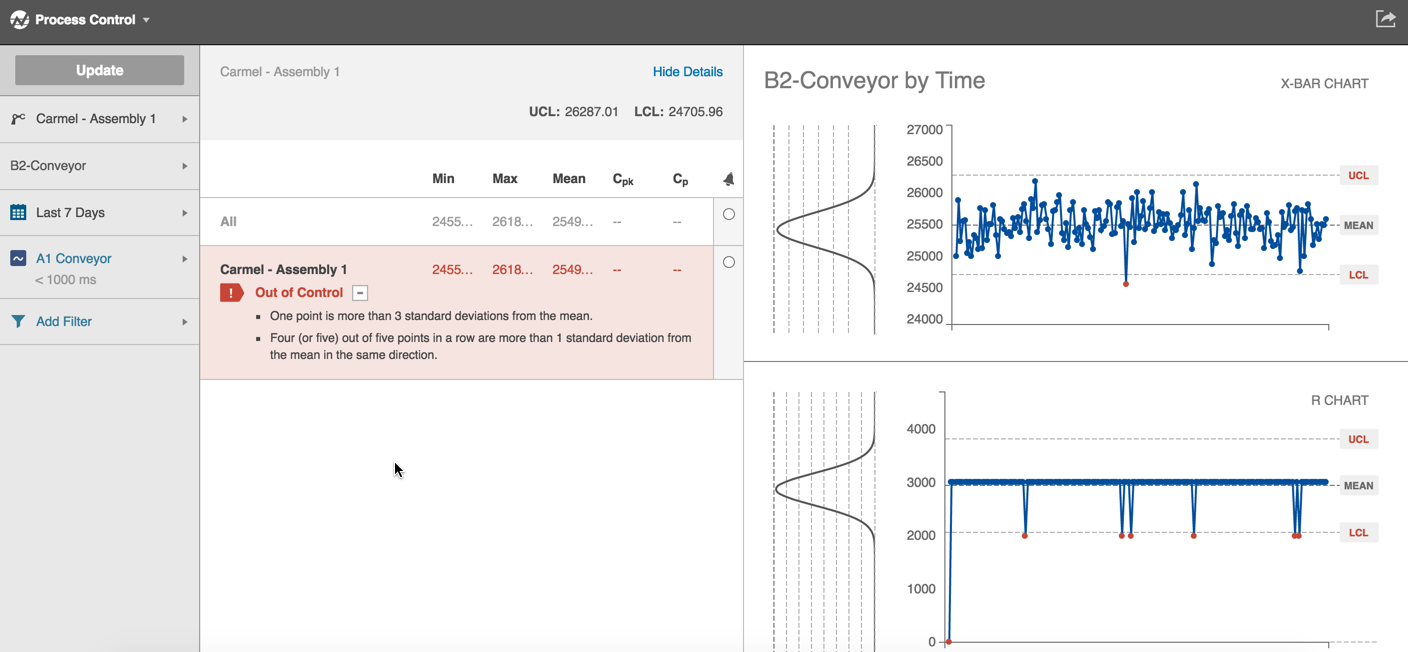 Process Control
Update
Carmel - Assembly 1
B2-Conveyor
Last 7 Days
A1 Conveyor
< 1000 ms
Add Filter
Carmel - Assembly 1
Hide Details
UCL: 26287.01 LCL: 24705.96
Min Max Mean Cpk Cp
All 2455... 2618... 2549... -- --
Carmel - Assembly 1 2455... 2618... 2549... -- --
! Out of Control
One point is more than 3 standard deviations from the mean.
Four (or five) out of five points in a row are more than 1 standard deviation from
the mean in the same direction.
B2-Conveyor by Time
X-BAR CHART
27000
26500
26000
25500
25000
24500
24000
UCL
MEAN
LCL
R CHART
4000
3000
2000
1000
0
UCL
MEAN
LCL